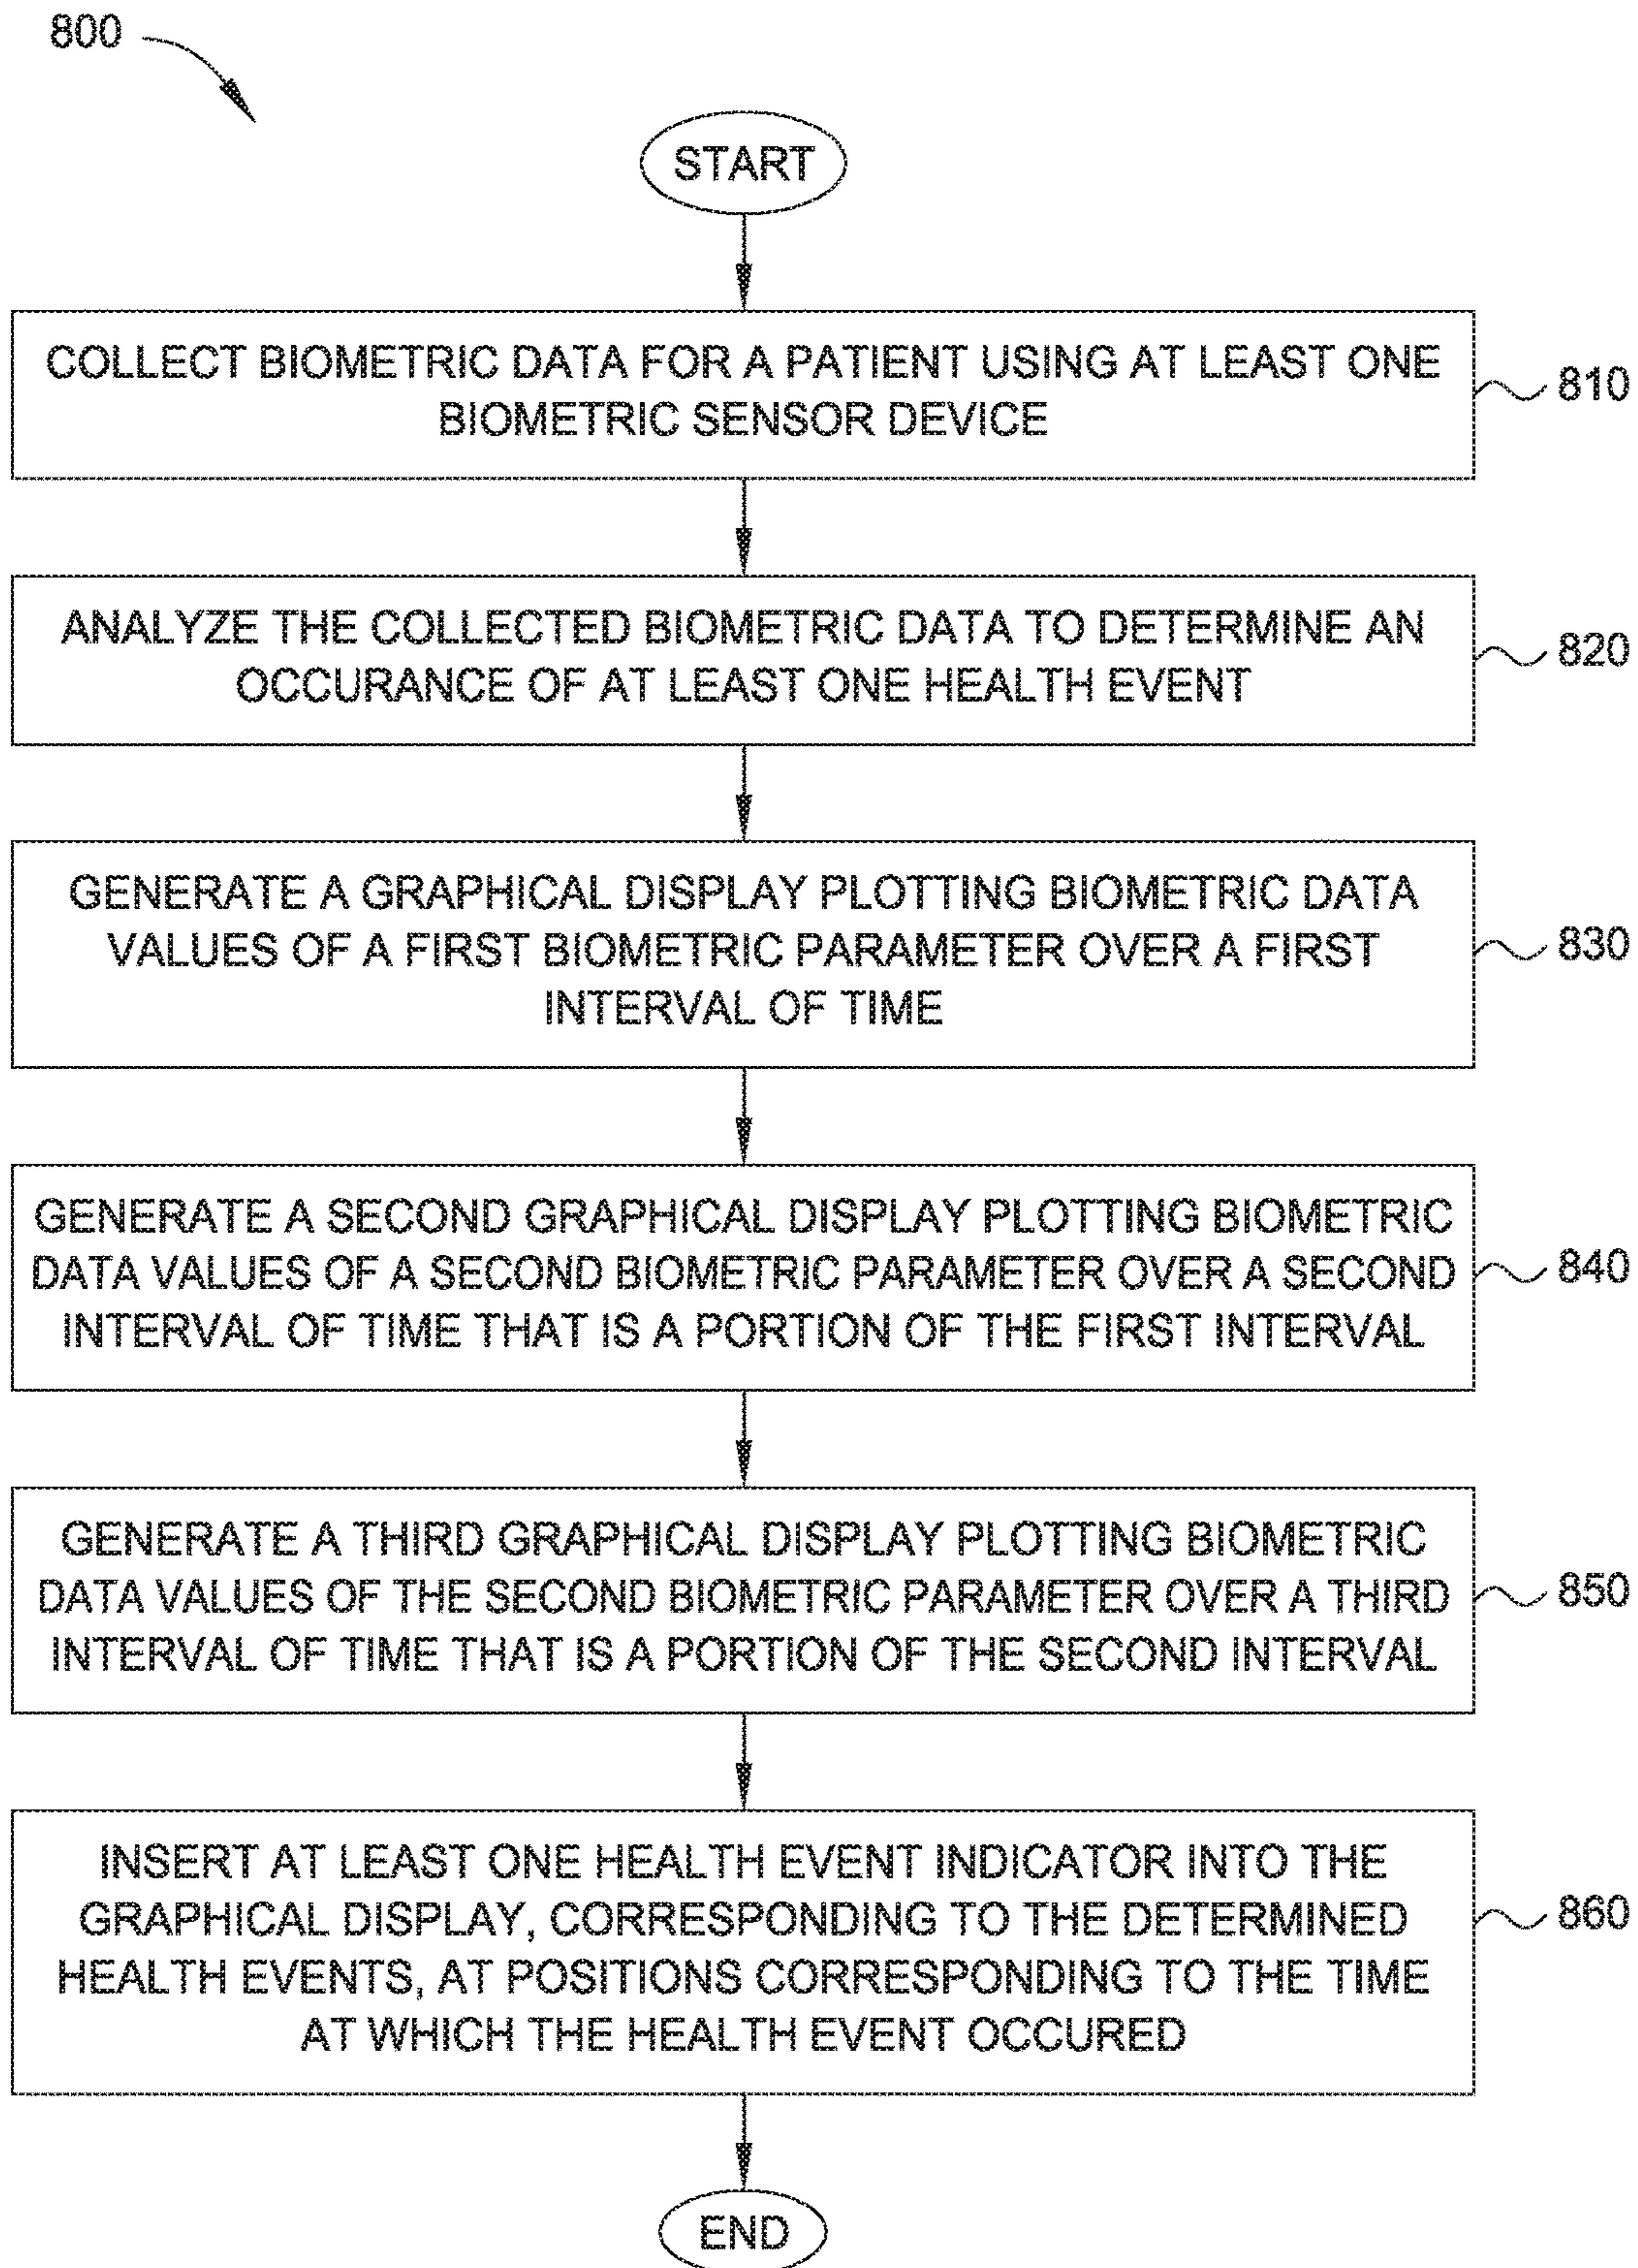 800
START
COLLECT BIOMETRIC DATA FOR A PATIENT USING AT LEAST ONE
BIOMETRIC SENSOR DEVICE
810
ANALYZE THE COLLECTED BIOMETRIC DATA TO DETERMINE AN
OCCURANCE OF AT LEAST ONE HEALTH EVENT
820
GENERATE A GRAPHICAL DISPLAY PLOTTING BIOMETRIC DATA
VALUES OF A FIRST BIOMETRIC PARAMETER OVER A FIRST
INTERVAL OF TIME
830
GENERATE A SECOND GRAPHICAL DISPLAY PLOTTING BIOMETRIC
DATA VALUES OF A SECOND BIOMETRIC PARAMETER OVER A SECOND
INTERVAL OF TIME THAT IS A PORTION OF THE FIRST INTERVAL
840
GENERATE A THIRD GRAPHICAL DISPLAY PLOTTING BIOMETRIC
DATA VALUES OF THE SECOND BIOMETRIC PARAMETER OVER A THIRD
INTERVAL OF TIME THAT IS A PORTION OF THE SECOND INTERVAL
850
INSERT AT LEAST ONE HEALTH EVENT INDICATOR INTO THE
GRAPHICAL DISPLAY, CORRESPONDING TO THE DETERMINED
HEALTH EVENTS, AT POSITIONS CORRESPONDING TO THE TIME
AT WHICH THE HEALTH EVENT OCCURED
860
END